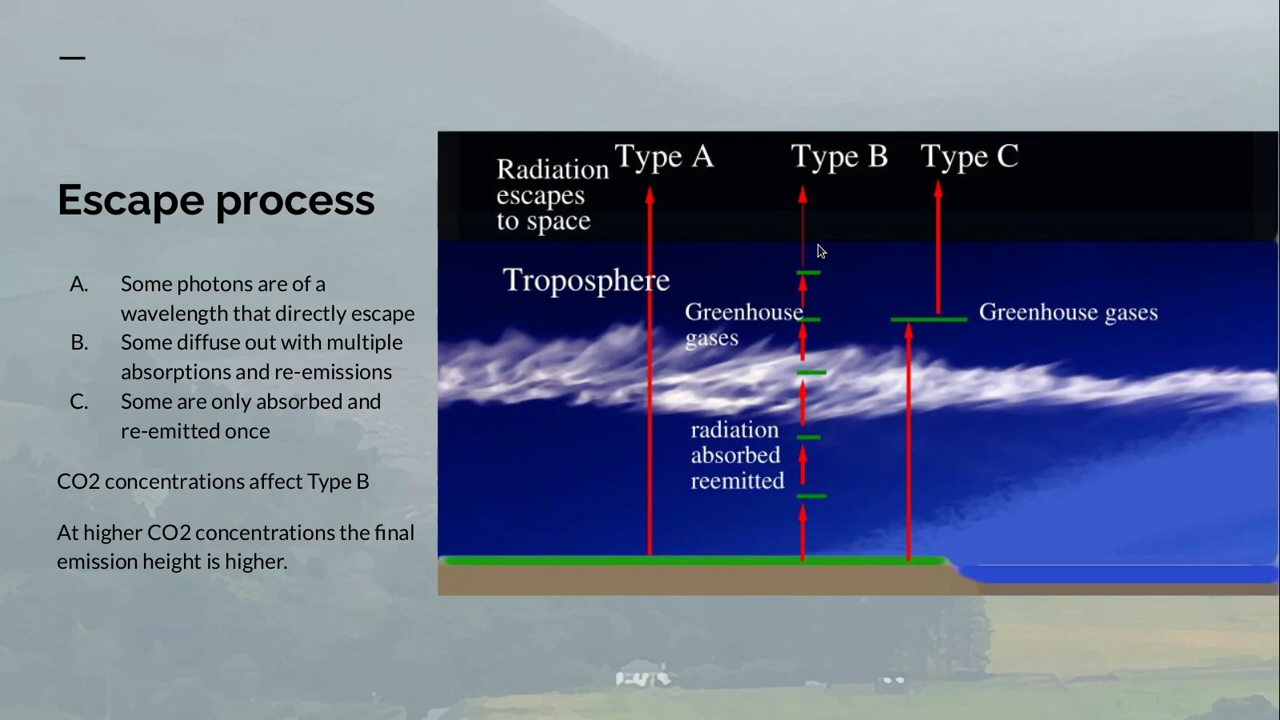 Escape process
A. Some photons are of a
wavelength that directly escape
B. Some diffuse out with multiple
absorptions and re-emissions
C. Some are only absorbed and
re-emitted once
CO2 concentrations affect Type B
At higher CO2 concentrations the final
emission height is higher.
Type A
Type B
Type C
Radiation
escapes
to space
Troposphere
Greenhouse
gases
Greenhouse gases
radiation
absorbed
reemitted